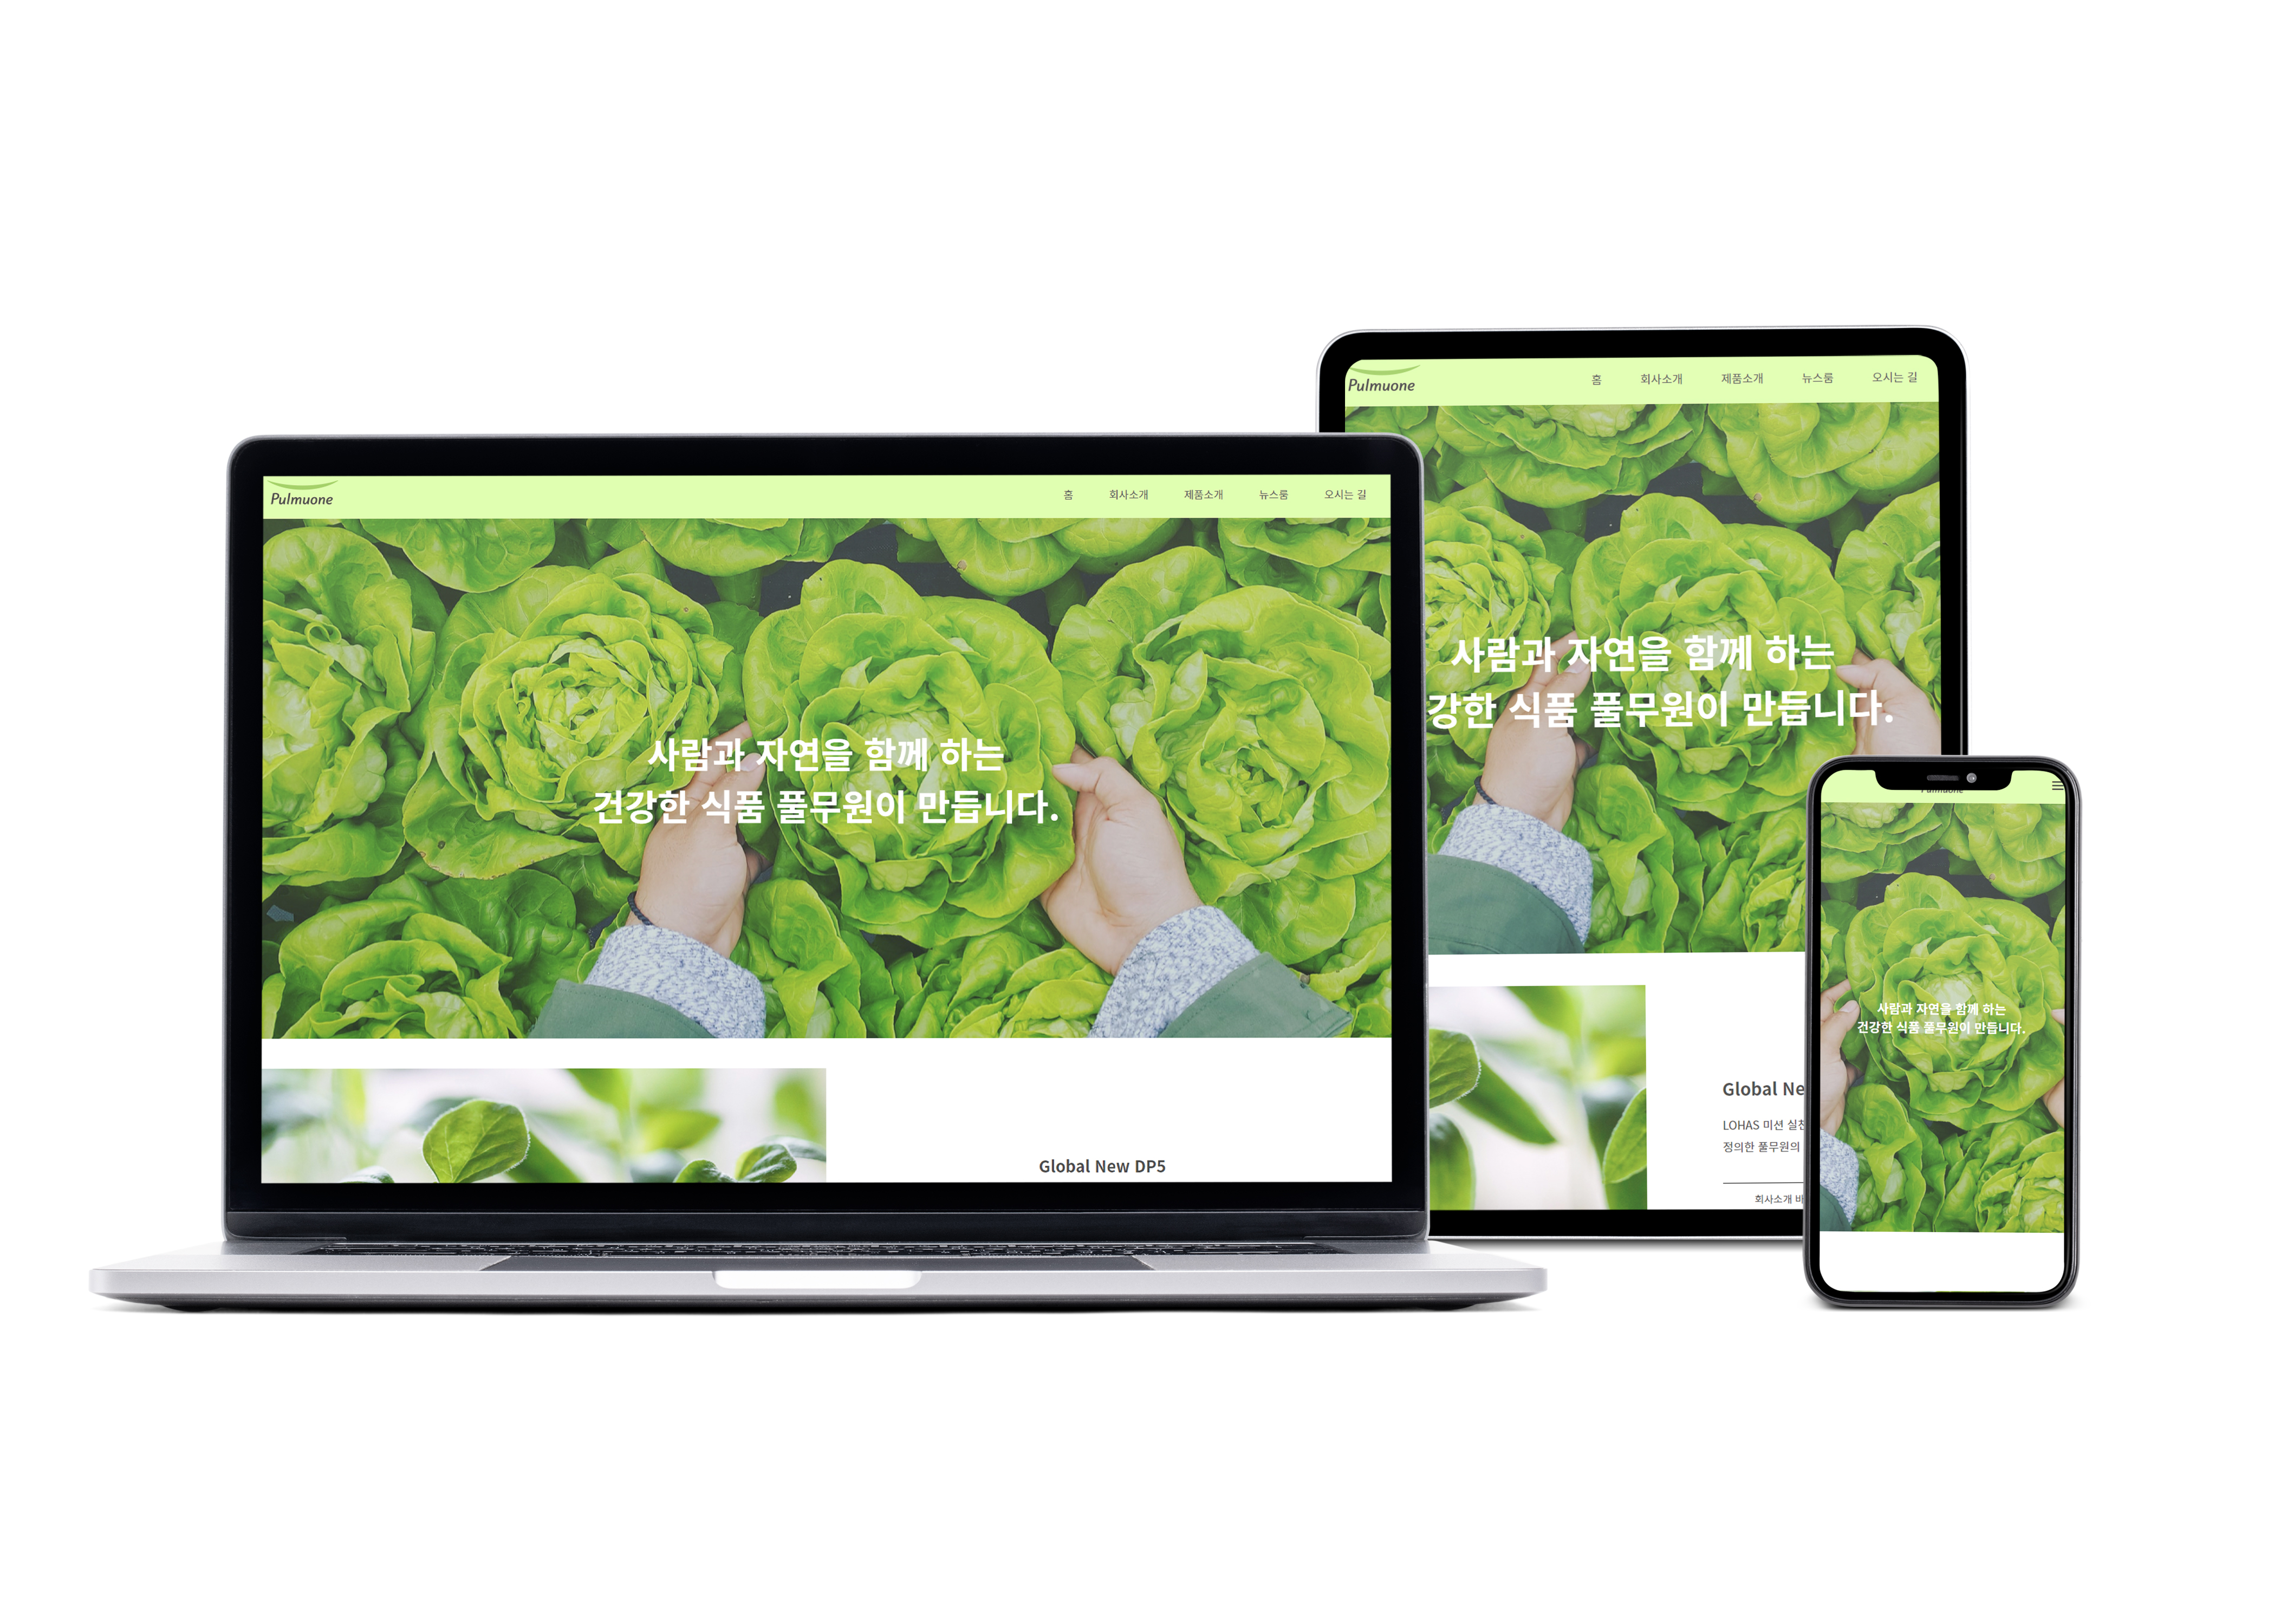 Pulmuone
홈 회사소개 제품소개 뉴스룸 오시는 길
사람과 자연을 함께 하는
건강한 식품 풀무원이 만듭니다.
Global New DP5
Pulmuone
홈 회사소개 제품소개 뉴스룸 오시는 길
사람과 자연을 함께 하는
강한 식품 풀무원이 만듭니다.
Global Ne
LOHAS 미션 실천
정의한 풀무원의
회사소개 바
Pulmuone
사람과 자연을 함께 하는
건강한 식품 풀무원이 만듭니다.